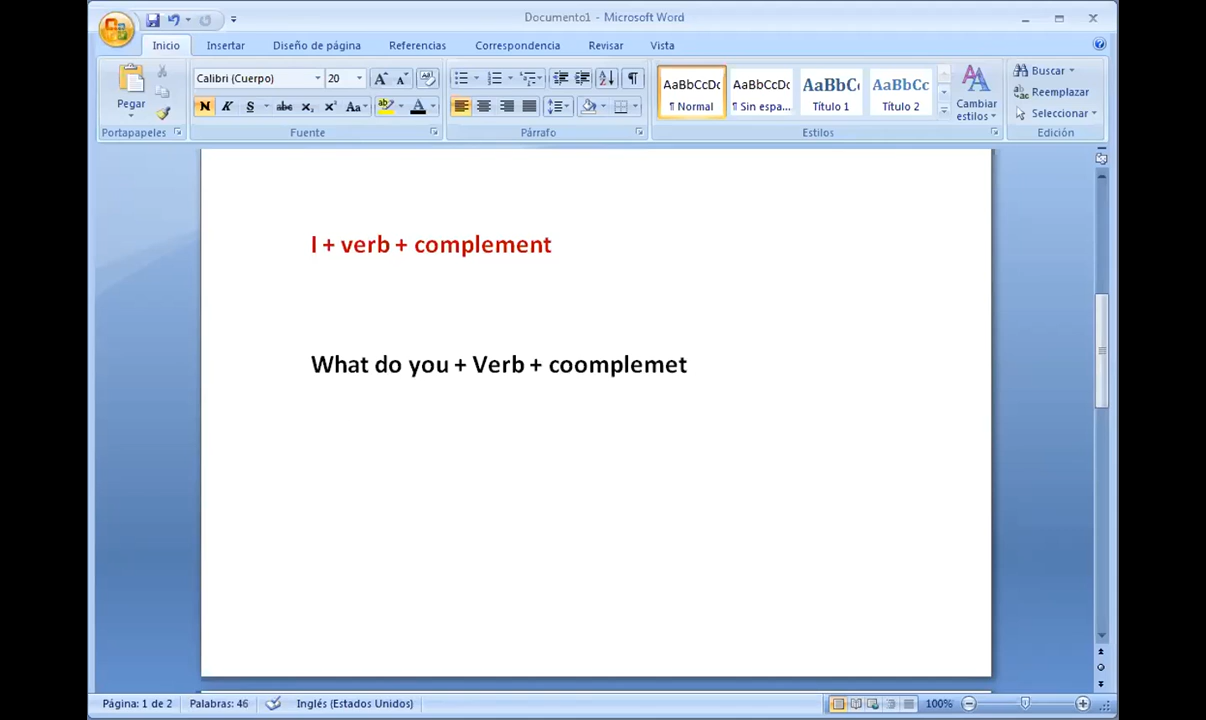 Documento1 - Microsoft Word
Inicio Insertar Diseño de página Referencias Correspondencia Revisar Vista
Calibri (Cuerpo) 20 AaBbCcDc AaBbCcDc AaBbC AaBbCc Buscar
Pegar N K S abc x₂ x² Aa A ¶ Normal ¶ Sin espa... Título 1 Título 2 Cambiar estilos Reemplazar
Seleccionar
Portapapeles Fuente Párrafo Estilos Edición
I + verb + complement
What do you + Verb + coomplemet
Página: 1 de 2 Palabras: 46 Inglés (Estados Unidos) 100%